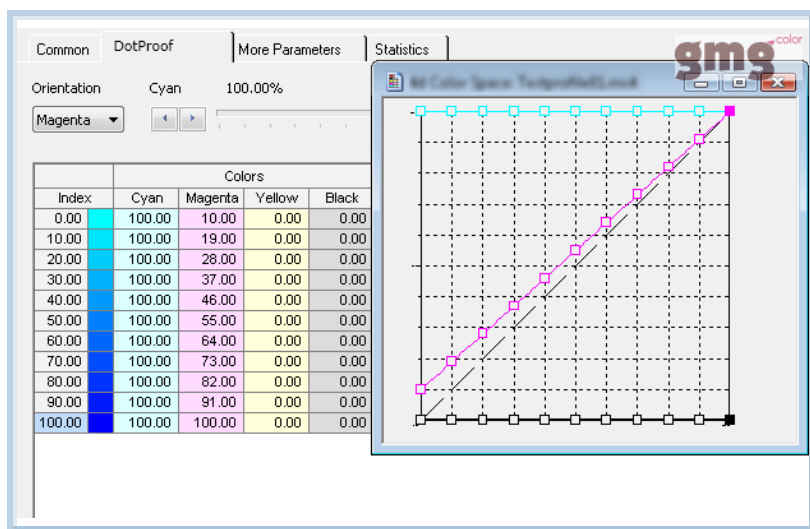 Common DotProof More Parameters Statistics
gmg color
Orientation Cyan 100.00%
Magenta
Colors
Index Cyan Magenta Yellow Black
0.00 100.00 10.00 0.00 0.00
10.00 100.00 19.00 0.00 0.00
20.00 100.00 28.00 0.00 0.00
30.00 100.00 37.00 0.00 0.00
40.00 100.00 46.00 0.00 0.00
50.00 100.00 55.00 0.00 0.00
60.00 100.00 64.00 0.00 0.00
70.00 100.00 73.00 0.00 0.00
80.00 100.00 82.00 0.00 0.00
90.00 100.00 91.00 0.00 0.00
100.00 100.00 100.00 0.00 0.00